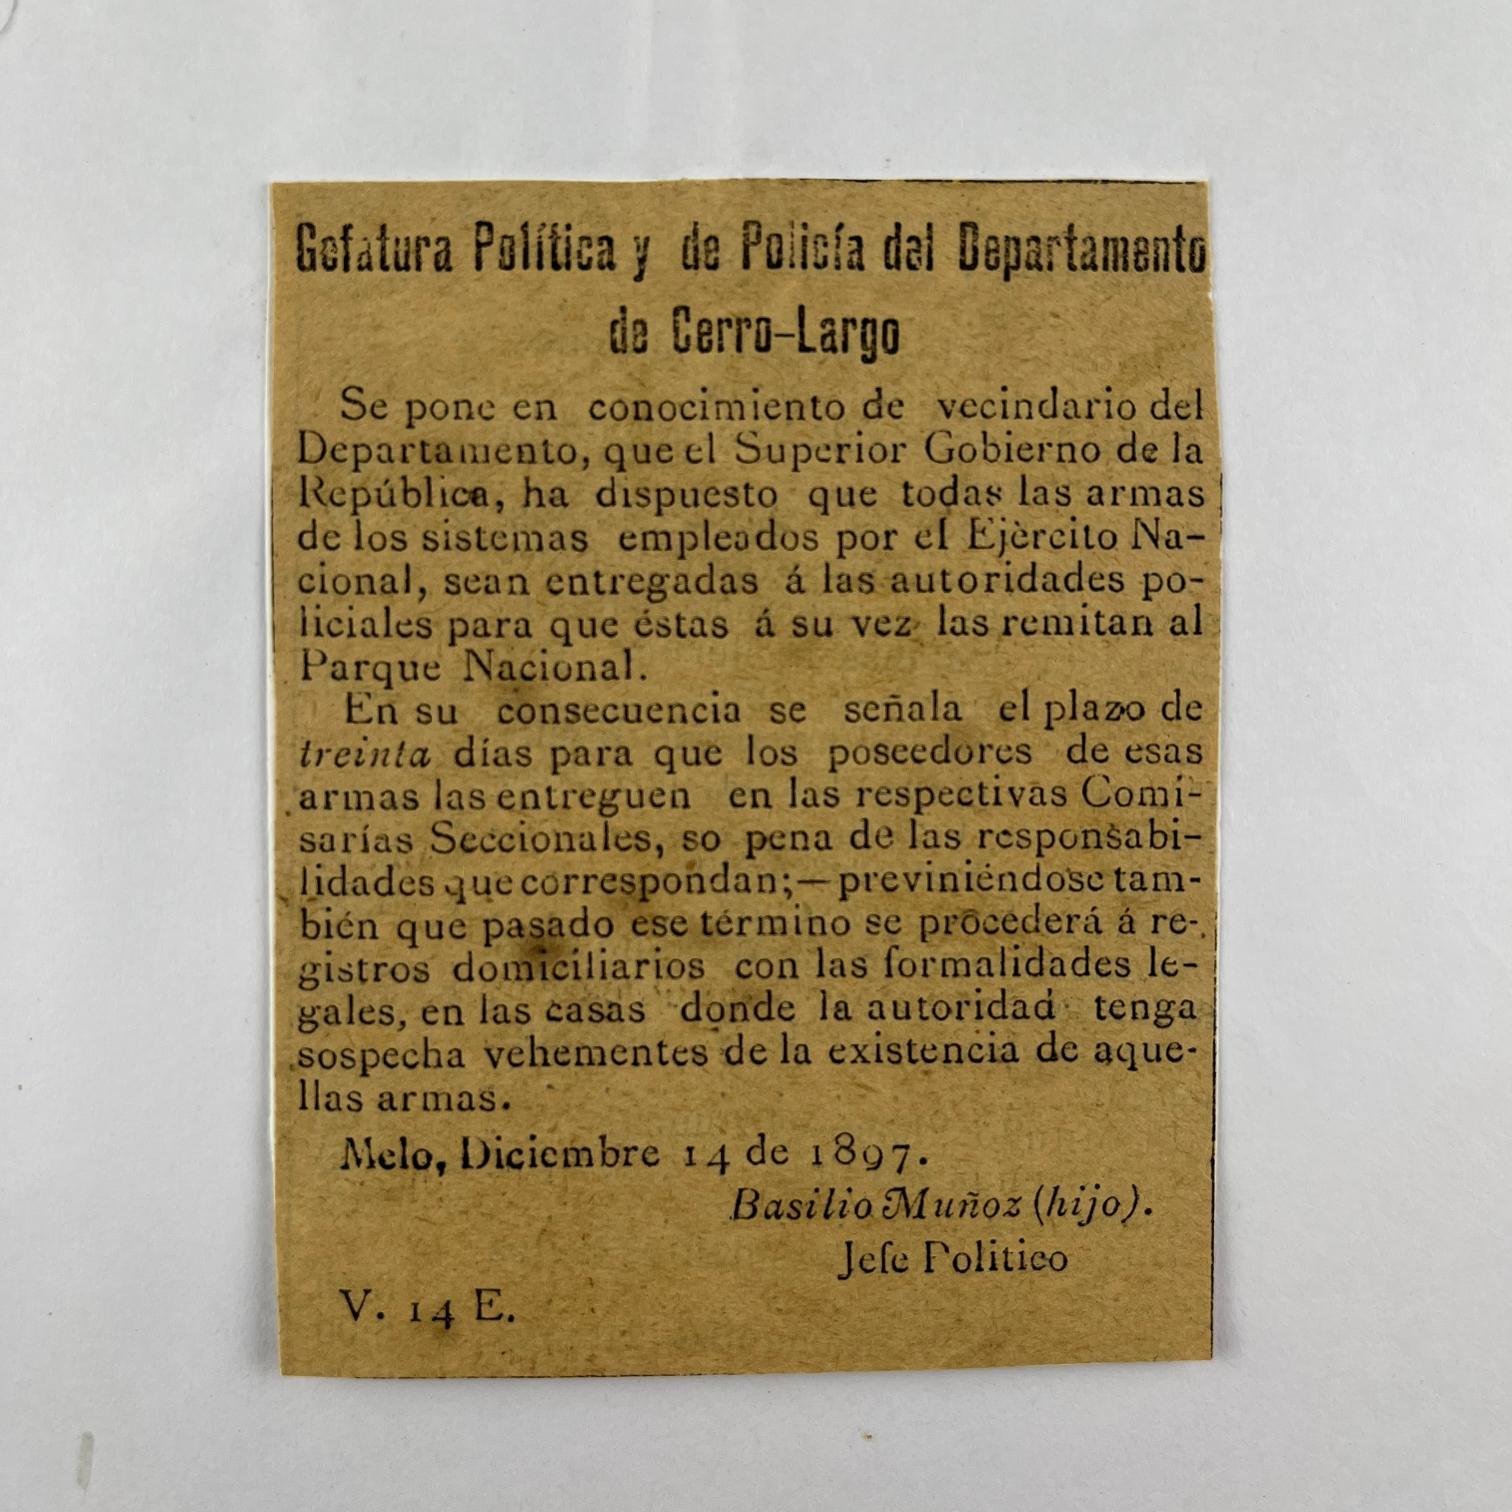 Gefatura Política y de Policía del Departamento
de Cerro-Largo
Se pone en conocimiento de vecindario del
Departamento, que el Superior Gobierno de la
República, ha dispuesto que todas las armas
de los sistemas empleados por el Ejèrcito Na-
cional, sean entregadas á las autoridades po-
liciales para que éstas á su vez las remitan al
Parque Nacional.
En su consecuencia se señala el plazo de
treinta días para que los poseedores de esas
armas las entreguen en las respectivas Comi-
sarías Seccionales, so pena de las responsabi-
lidades que correspondan;—previniéndose tam-
bién que pasado ese término se procederá á re-
gistros domiciliarios con las formalidades le-
gales, en las casas donde la autoridad tenga
sospecha vehementes de la existencia de aque-
llas armas.
Melo, Diciembre 14 de 1897.
Basilio Muñoz (hijo).
Jefe Politico
V. 14 E.